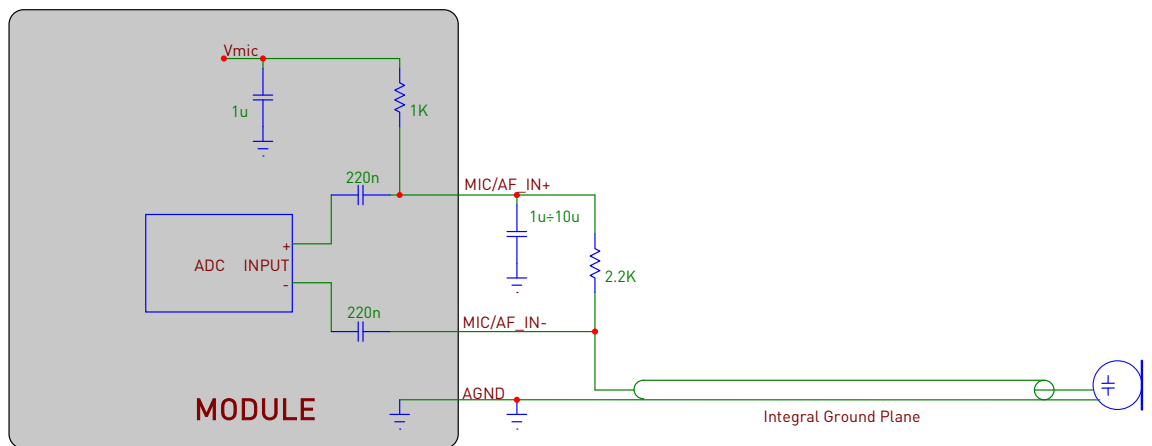 Vmic
1u
1K
220n
MIC/AF_IN+
1u÷10u
+
ADC INPUT
-
2.2K
220n
MIC/AF_IN-
AGND
MODULE
Integral Ground Plane